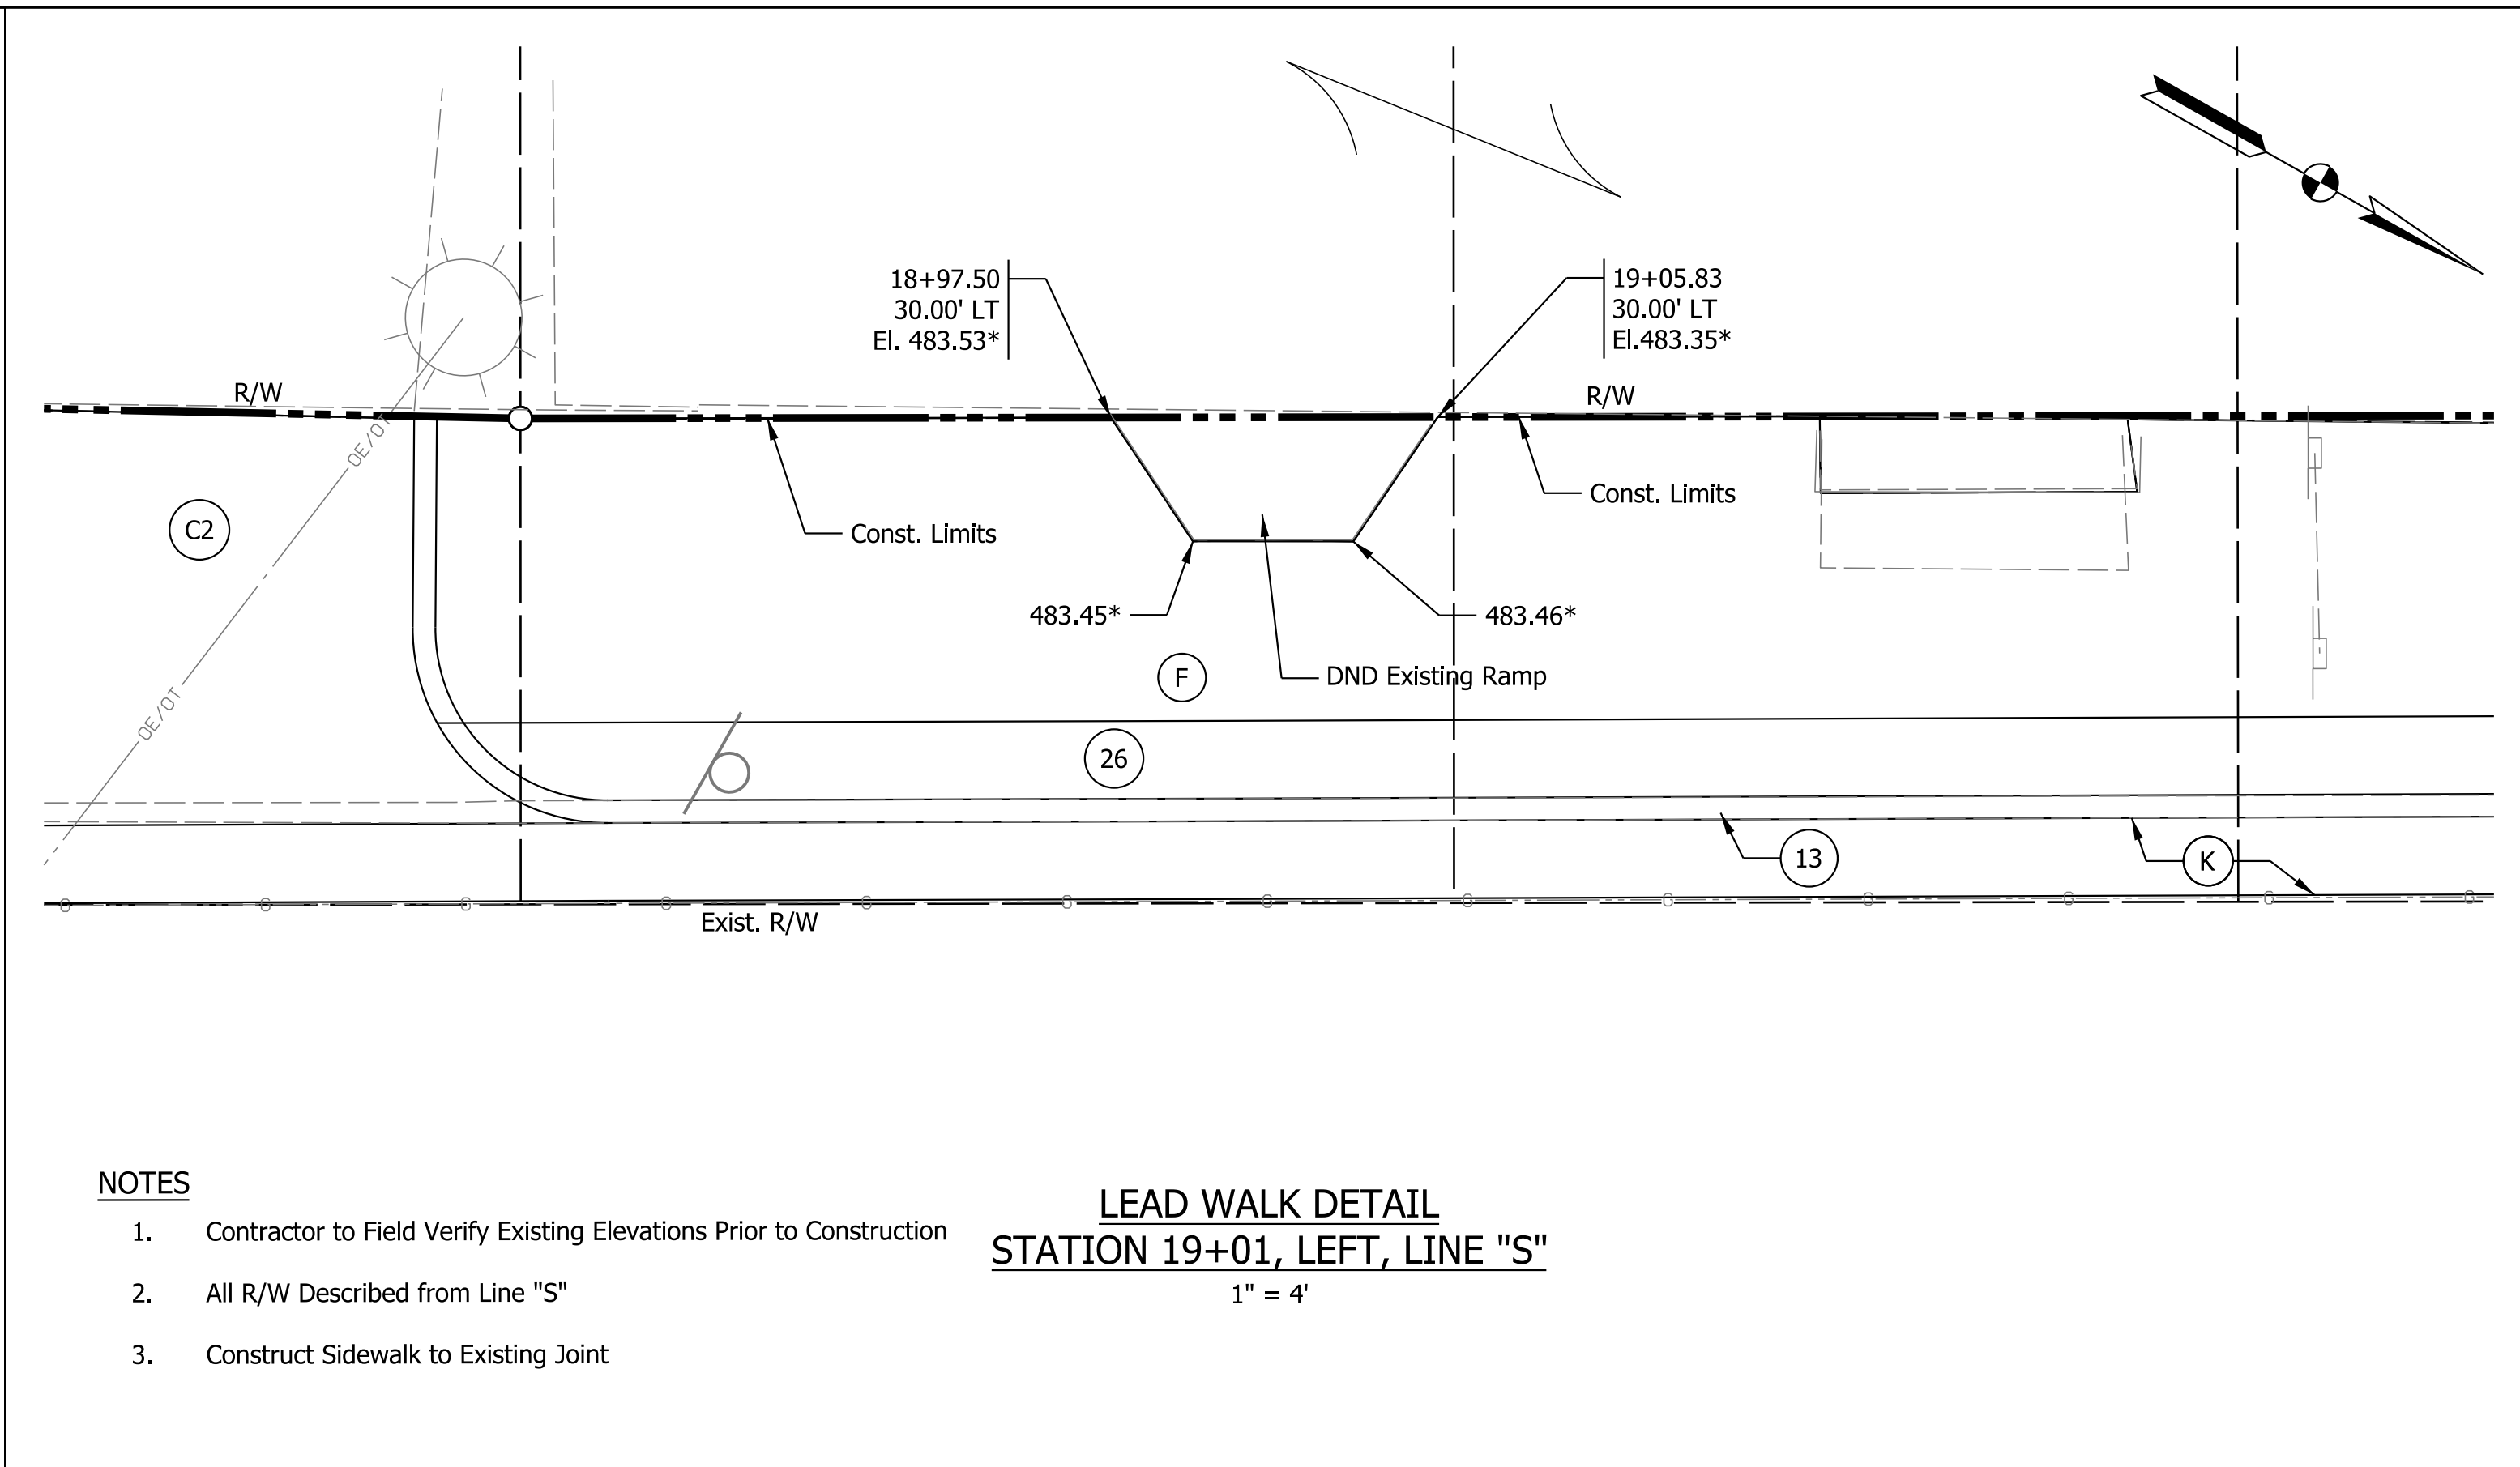 18+97.50
30.00' LT
El. 483.53*
19+05.83
30.00' LT
El.483.35*
R/W
R/W
OE/OT
Const. Limits
C2
Const. Limits
483.45*
483.46*
F
DND Existing Ramp
OE/OT
26
13
K
G G G G G G G G G G G G G
Exist. R/W
NOTES
1. Contractor to Field Verify Existing Elevations Prior to Construction
2. All R/W Described from Line "S"
3. Construct Sidewalk to Existing Joint
LEAD WALK DETAIL
STATION 19+01, LEFT, LINE "S"
1" = 4'